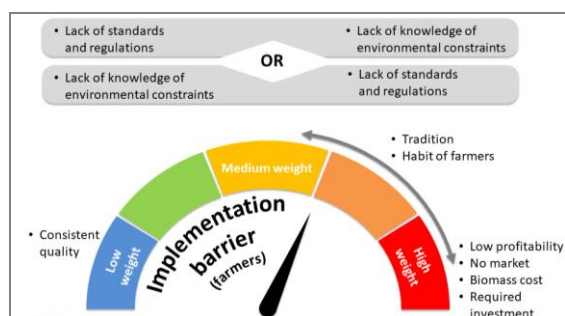 • Lack of standards
and regulations
• Lack of knowledge of
environmental constraints
OR
• Lack of knowledge of
environmental constraints
• Lack of standards
and regulations
• Tradition
• Habit of farmers
Medium weight
• Consistent
quality
Low
weight
Implementation
barrier
(farmers)
High
weight
• Low profitability
• No market
• Biomass cost
• Required
investment